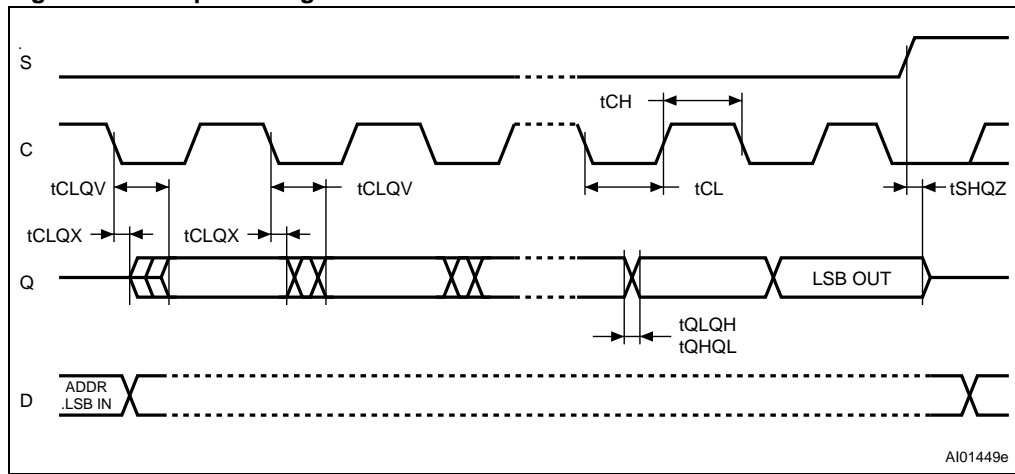 S
tCH
C
tCLQV
tCLQV
tCL
tSHQZ
tCLQX
tCLQX
Q
LSB OUT
tQLQH
tQHQL
ADDR
.LSB IN
D
AI01449e